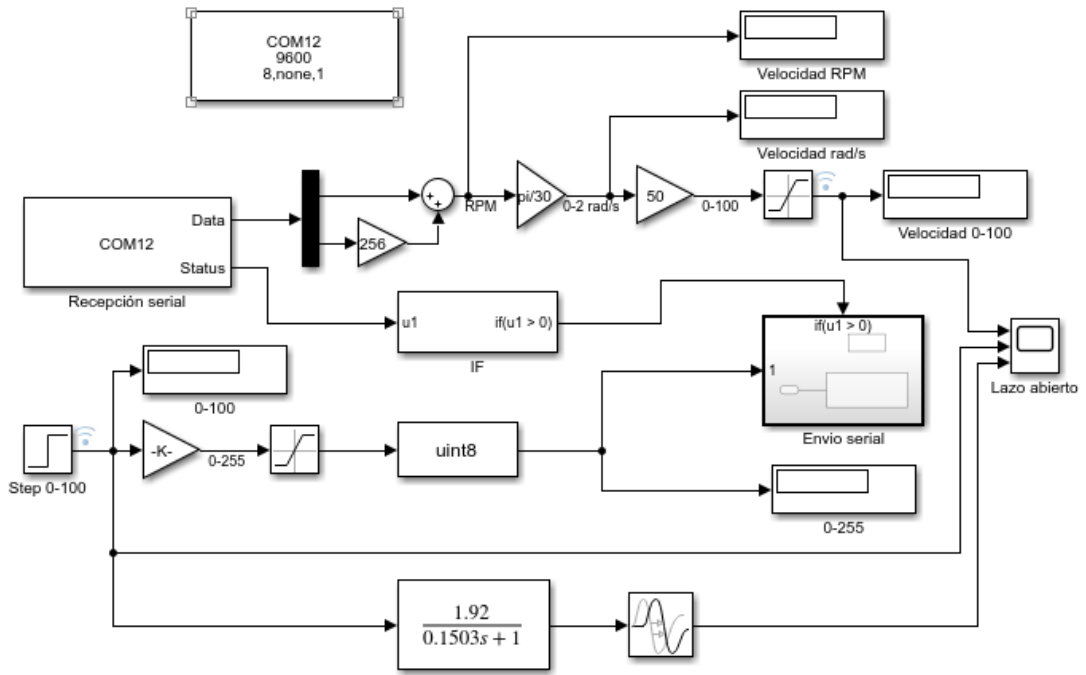 COM12
9600
8,none,1
Velocidad RPM
Velocidad rad/s
RPM
pi/30
0-2 rad/s
50
0-100
Velocidad 0-100
Data
COM12
256
Status
Recepción serial
u1
if(u1 > 0)
IF
if(u1 > 0)
1
Envio serial
Lazo abierto
0-100
-K-
0-255
uint8
Step 0-100
0-255
1.92
0.1503s + 1